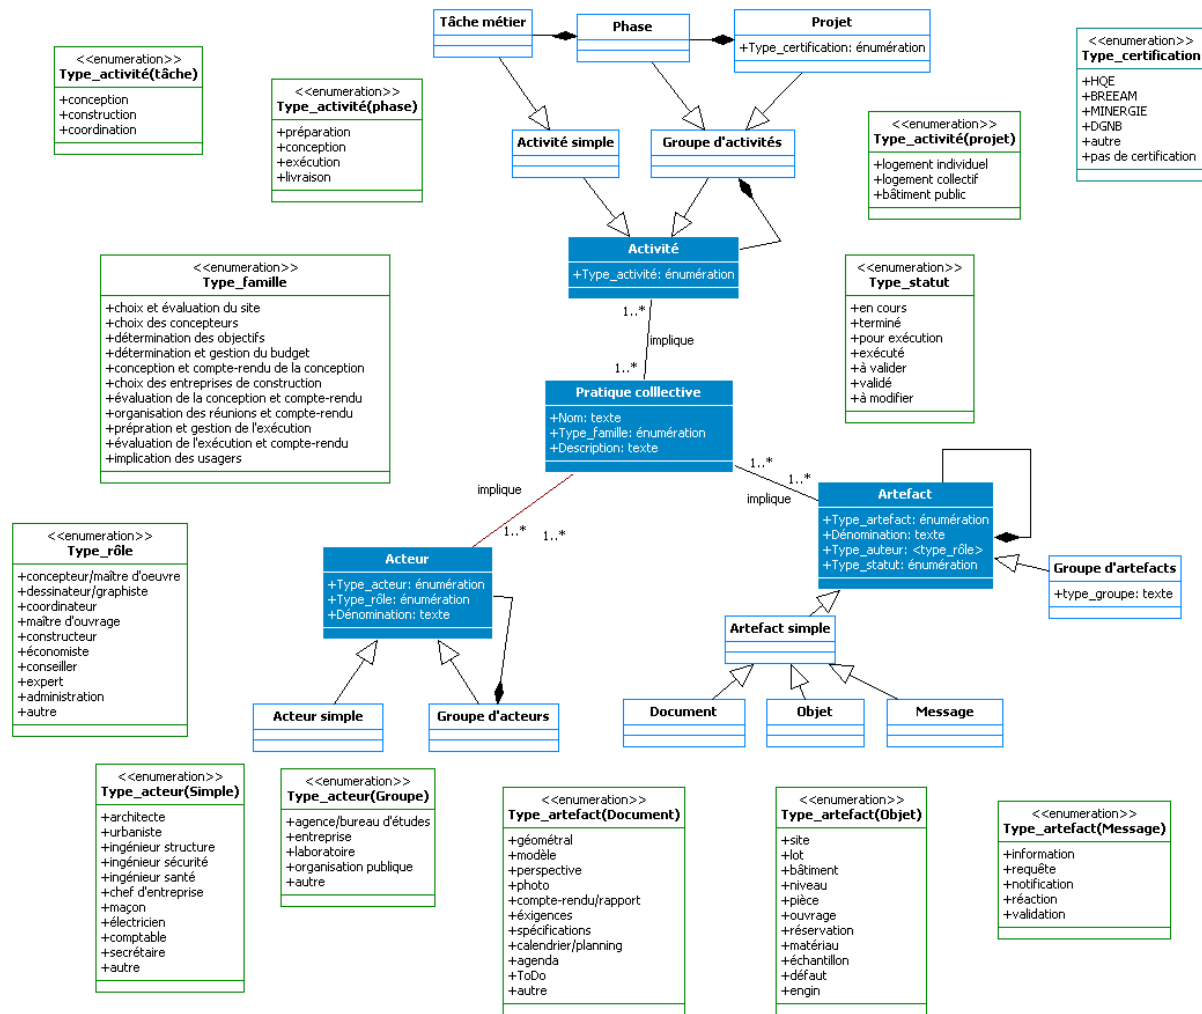 Tâche métier
Phase
Projet
+Type_certification: énumération
<<enumeration>>
Type_activité(tâche)
+conception
+construction
+coordination
<<enumeration>>
Type_activité(phase)
+préparation
+conception
+exécution
+livraison
Activité simple
Groupe d'activités
<<enumeration>>
Type_activité(projet)
+logement individuel
+logement collectif
+bâtiment public
<<enumeration>>
Type_certification
+HQE
+BREEAM
+MINERGIE
+DGNB
+autre
+pas de certification
Activité
+Type_activité: énumération
1..*
implique
1..*
<<enumeration>>
Type_famille
+choix et évaluation du site
+choix des concepteurs
+détermination des objectifs
+détermination et gestion du budget
+conception et compte-rendu de la conception
+choix des entreprises de construction
+évaluation de la conception et compte-rendu
+organisation des réunions et compte-rendu
+prépration et gestion de l'exécution
+évaluation de l'exécution et compte-rendu
+implication des usagers
<<enumeration>>
Type_statut
+en cours
+terminé
+pour exécution
+exécuté
+à valider
+validé
+à modifier
Pratique colllective
+Nom: texte
+Type_famille: énumération
+Description: texte
1..*
1..*
implique
implique
1..*
1..*
Artefact
+Type_artefact: énumération
+Dénomination: texte
+Type_auteur: <type_rôle>
+Type_statut: énumération
Groupe d'artefacts
+type_groupe: texte
<<enumeration>>
Type_rôle
+concepteur/maître d'oeuvre
+dessinateur/graphiste
+coordinateur
+maître d'ouvrage
+constructeur
+économiste
+conseiller
+expert
+administration
+autre
Acteur
+Type_acteur: énumération
+Type_rôle: énumération
+Dénomination: texte
Artefact simple
Acteur simple
Groupe d'acteurs
Document
Objet
Message
<<enumeration>>
Type_acteur(Simple)
+architecte
+urbaniste
+ingénieur structure
+ingénieur sécurité
+ingénieur santé
+chef d'entreprise
+maçon
+électricien
+comptable
+secrétaire
+autre
<<enumeration>>
Type_acteur(Groupe)
+agence/bureau d'études
+entreprise
+laboratoire
+organisation publique
+autre
<<enumeration>>
Type_artefact(Document)
+géométral
+modèle
+perspective
+photo
+compte-rendu/rapport
+éxigences
+spécifications
+calendrier/planning
+agenda
+ToDo
+autre
<<enumeration>>
Type_artefact(Objet)
+site
+lot
+bâtiment
+niveau
+pièce
+ouvrage
+réservation
+matériau
+échantillon
+défaut
+engin
<<enumeration>>
Type_artefact(Message)
+information
+requête
+notification
+réaction
+validation